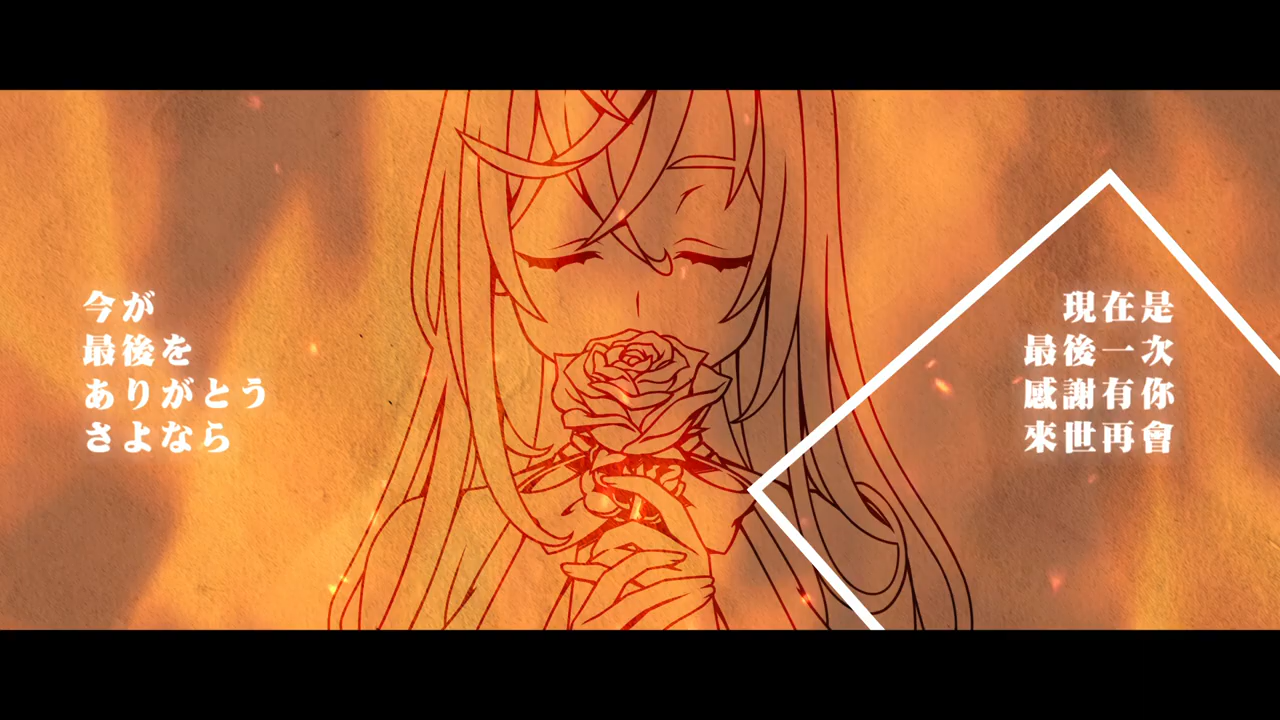 今が
最後を
ありがとう
さよなら
現在是
最後一次
感謝有你
來世再會